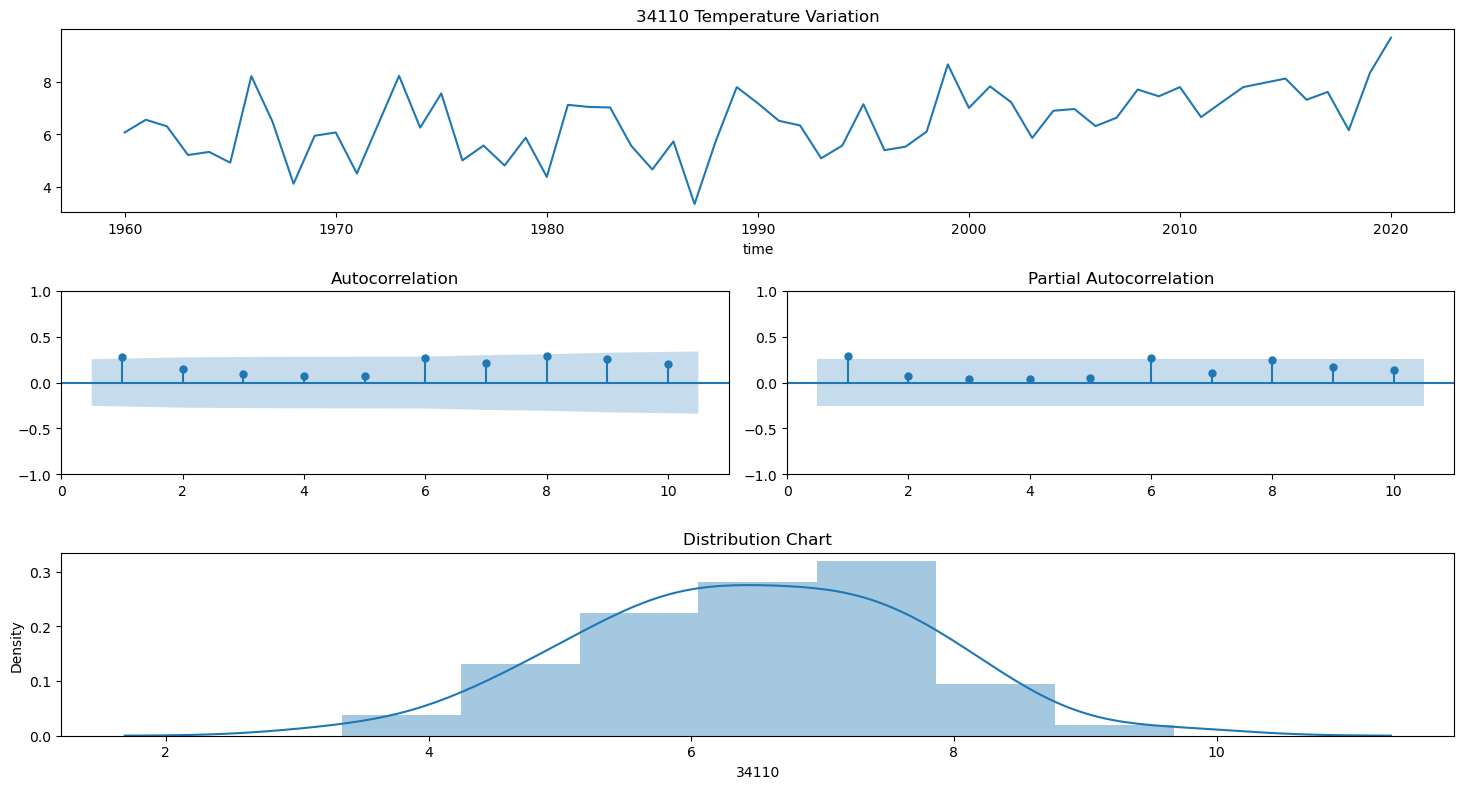 34110 Temperature Variation
8
6
4
1960 1970 1980 1990 2000 2010 2020
time
Autocorrelation
1.0
0.5
0.0
−0.5
−1.0
0 2 4 6 8 10
Partial Autocorrelation
1.0
0.5
0.0
−0.5
−1.0
0 2 4 6 8 10
Distribution Chart
Density
0.3
0.2
0.1
0.0
2 4 6 8 10
34110